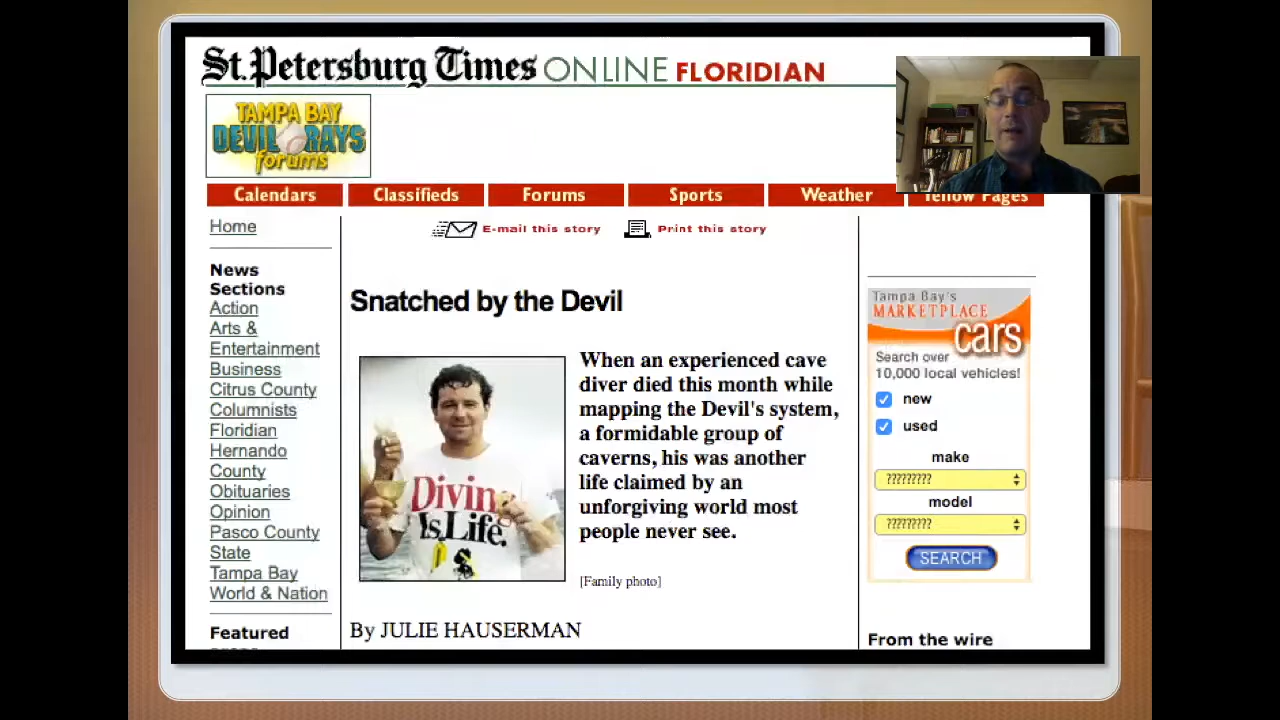 St. Petersburg Times ONLINE FLORIDIAN
TAMPA BAY
DEVIL RAYS
forums
Calendars
Classifieds
Forums
Sports
Weather
Yellow Pages
E-mail this story
Print this story
Home
News
Sections
Action
Arts &
Entertainment
Business
Citrus County
Columnists
Floridian
Hernando
County
Obituaries
Opinion
Pasco County
State
Tampa Bay
World & Nation
Featured
Snatched by the Devil
Diving
Is Life.
When an experienced cave
diver died this month while
mapping the Devil's system,
a formidable group of
caverns, his was another
life claimed by an
unforgiving world most
people never see.
[Family photo]
By JULIE HAUSERMAN
Tampa Bay's
MARKETPLACE
cars
Search over
10,000 local vehicles!
new
used
make
?????????
model
?????????
SEARCH
From the wire